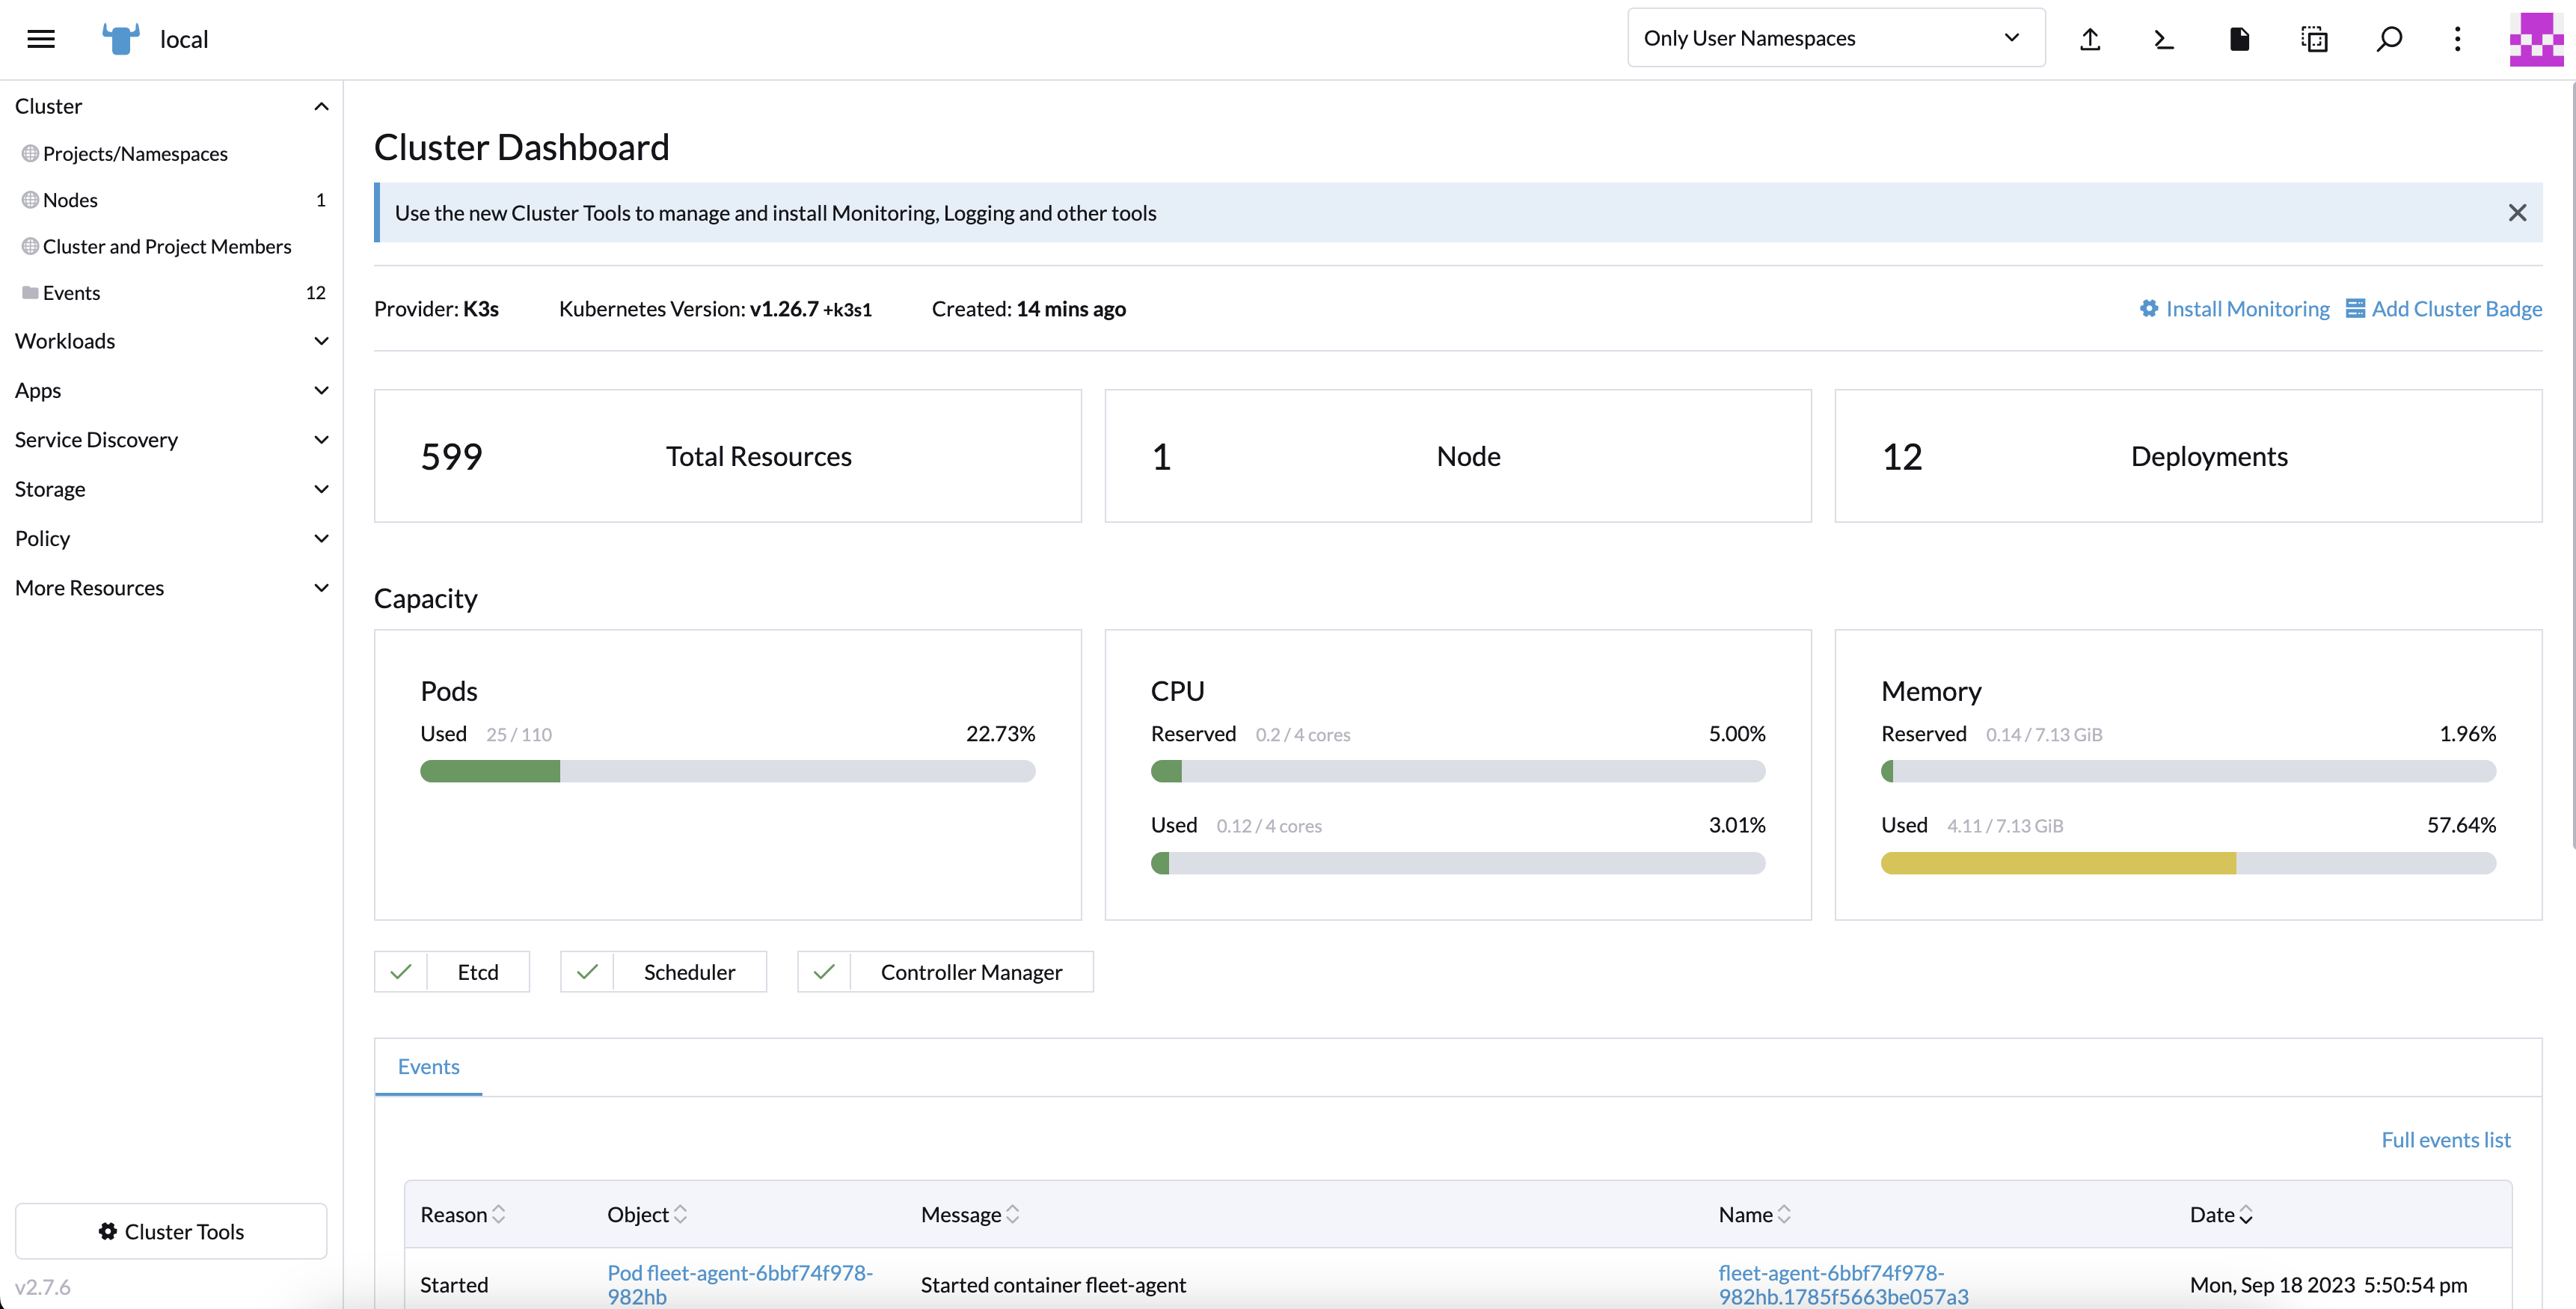 local
Only User Namespaces
Cluster
Projects/Namespaces
Nodes 1
Cluster and Project Members
Events 12
Workloads
Apps
Service Discovery
Storage
Policy
More Resources
Cluster Tools
v2.7.6
Cluster Dashboard
Use the new Cluster Tools to manage and install Monitoring, Logging and other tools
Provider: K3s Kubernetes Version: v1.26.7 +k3s1 Created: 14 mins ago Install Monitoring Add Cluster Badge
599 Total Resources 1 Node 12 Deployments
Capacity
Pods
Used 25 / 110 22.73%
CPU
Reserved 0.2 / 4 cores 5.00%
Used 0.12 / 4 cores 3.01%
Memory
Reserved 0.14 / 7.13 GiB 1.96%
Used 4.11 / 7.13 GiB 57.64%
Etcd Scheduler Controller Manager
Events
Full events list
Reason Object Message Name Date
Started Pod fleet-agent-6bbf74f978-
982hb Started container fleet-agent fleet-agent-6bbf74f978-
982hb.1785f5663be057a3 Mon, Sep 18 2023 5:50:54 pm